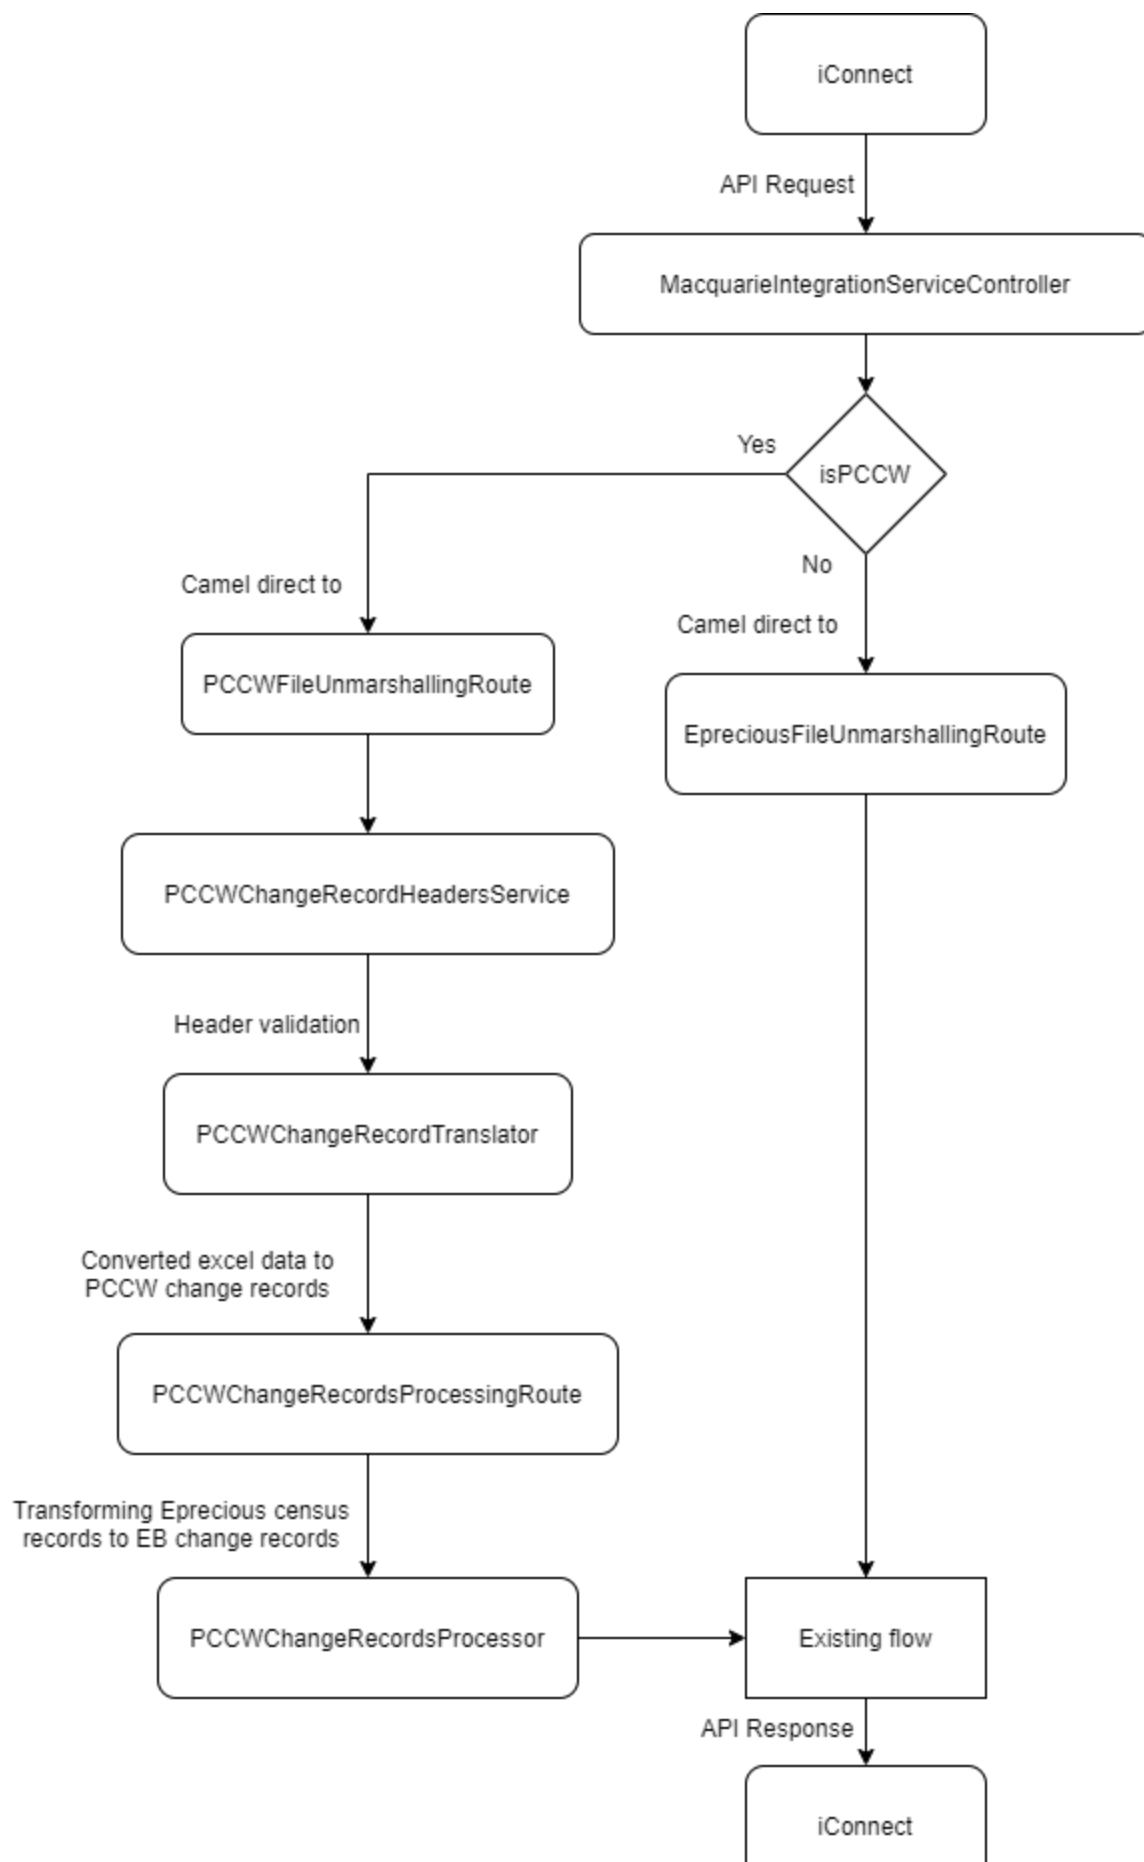 iConnect
API Request
MacquarieIntegrationServiceController
Yes
isPCCW
No
Camel direct to
Camel direct to
PCCWFileUnmarshallingRoute
EpreciousFileUnmarshallingRoute
PCCWChangeRecordHeadersService
Header validation
PCCWChangeRecordTranslator
Converted excel data to
PCCW change records
PCCWChangeRecordsProcessingRoute
Transforming Eprecious census
records to EB change records
PCCWChangeRecordsProcessor
Existing flow
API Response
iConnect